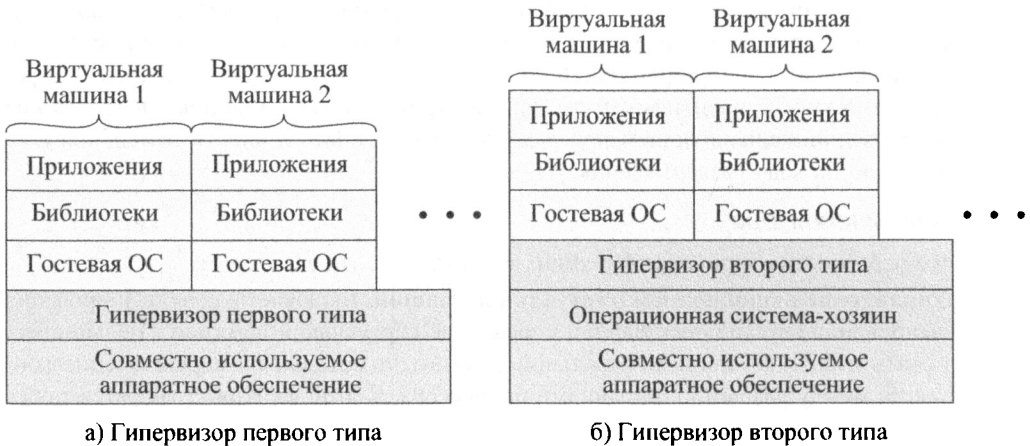 Виртуальная машина 1
Виртуальная машина 2
Приложения
Приложения
Библиотеки
Библиотеки
Гостевая ОС
Гостевая ОС
Гипервизор первого типа
Совместно используемое
аппаратное обеспечение
а) Гипервизор первого типа
Виртуальная машина 1
Виртуальная машина 2
Приложения
Приложения
Библиотеки
Библиотеки
Гостевая ОС
Гостевая ОС
Гипервизор второго типа
Операционная система-хозяин
Совместно используемое
аппаратное обеспечение
б) Гипервизор второго типа